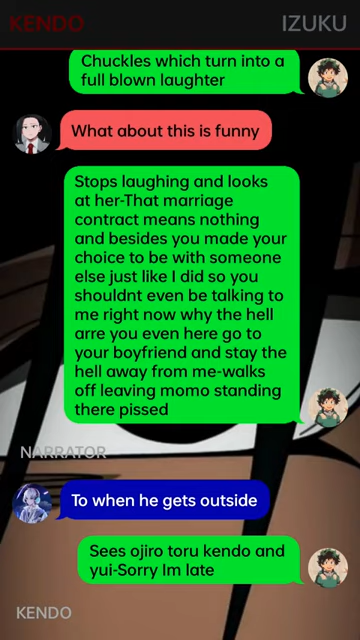 KENDO
IZUKU
Chuckles which turn into a
full blown laughter
What about this is funny
Stops laughing and looks
at her-That marriage
contract means nothing
and besides you made your
choice to be with someone
else just like I did so you
shouldnt even be talking to
me right now why the hell
arre you even here go to
your boyfriend and stay the
hell away from me-walks
off leaving momo standing
there pissed
NARRATOR
To when he gets outside
Sees ojiro toru kendo and
yui-Sorry Im late
KENDO